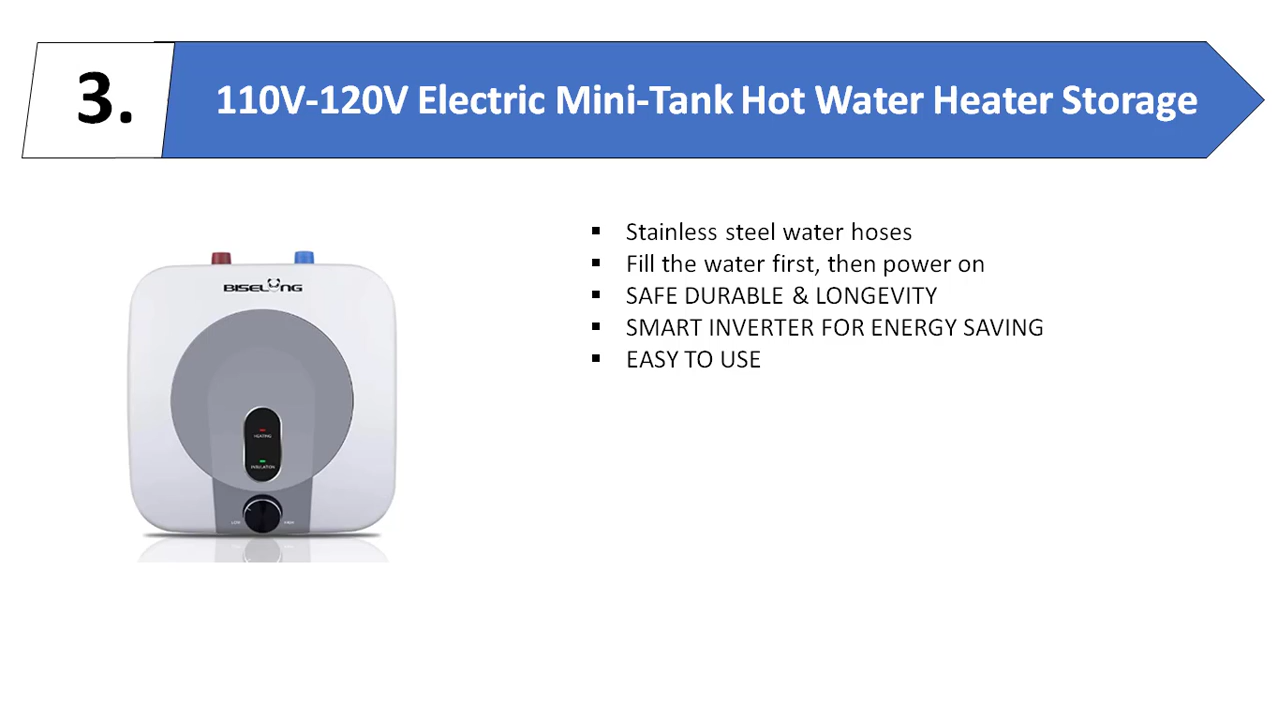 3.
110V-120V Electric Mini-Tank Hot Water Heater Storage
Stainless steel water hoses
Fill the water first, then power on
SAFE DURABLE & LONGEVITY
SMART INVERTER FOR ENERGY SAVING
EASY TO USE
BISELONG
HEATING
INSULATION
LOW HIGH